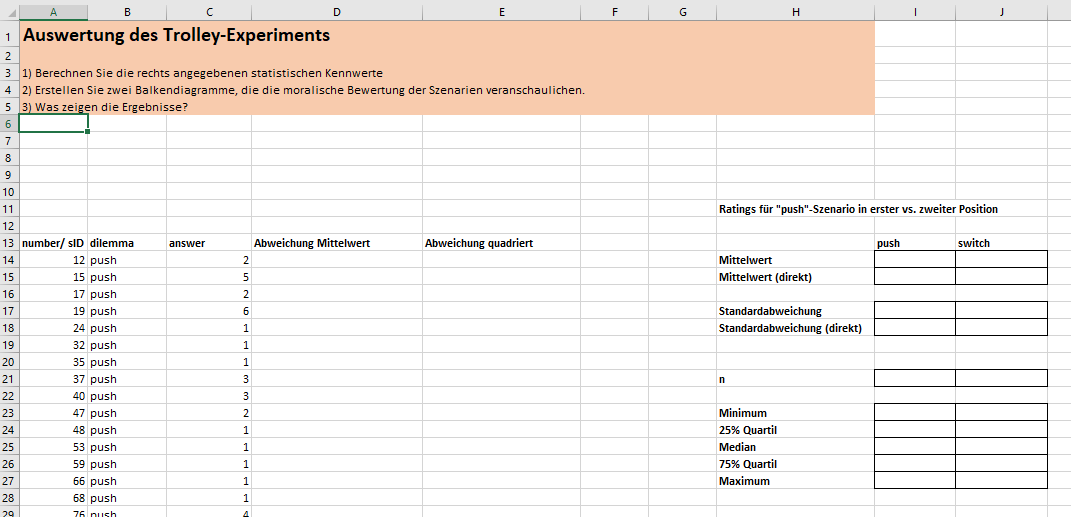 A B C D E F G H I J
1 Auswertung des Trolley-Experiments
2
3 1) Berechnen Sie die rechts angegebenen statistischen Kennwerte
4 2) Erstellen Sie zwei Balkendiagramme, die die moralische Bewertung der Szenarien veranschaulichen.
5 3) Was zeigen die Ergebnisse?
6
7
8
9
10
11 Ratings für "push"-Szenario in erster vs. zweiter Position
12
13 number/ sID dilemma answer Abweichung Mittelwert Abweichung quadriert push switch
14 12 push 2 Mittelwert
15 15 push 5 Mittelwert (direkt)
16 17 push 2
17 19 push 6 Standardabweichung
18 24 push 1 Standardabweichung (direkt)
19 32 push 1
20 35 push 1
21 37 push 3 n
22 40 push 3
23 47 push 2 Minimum
24 48 push 1 25% Quartil
25 53 push 1 Median
26 59 push 1 75% Quartil
27 66 push 1 Maximum
28 68 push 1
29 76 push 4